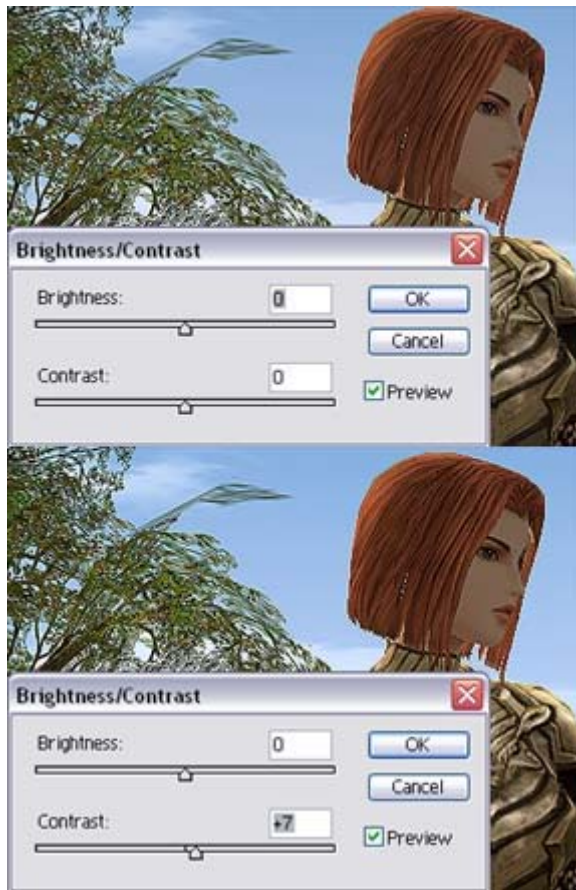 Brightness/Contrast
Brightness: 0
OK
Cancel
Contrast: 0
Preview
Brightness/Contrast
Brightness: 0
OK
Cancel
Contrast: +7
Preview